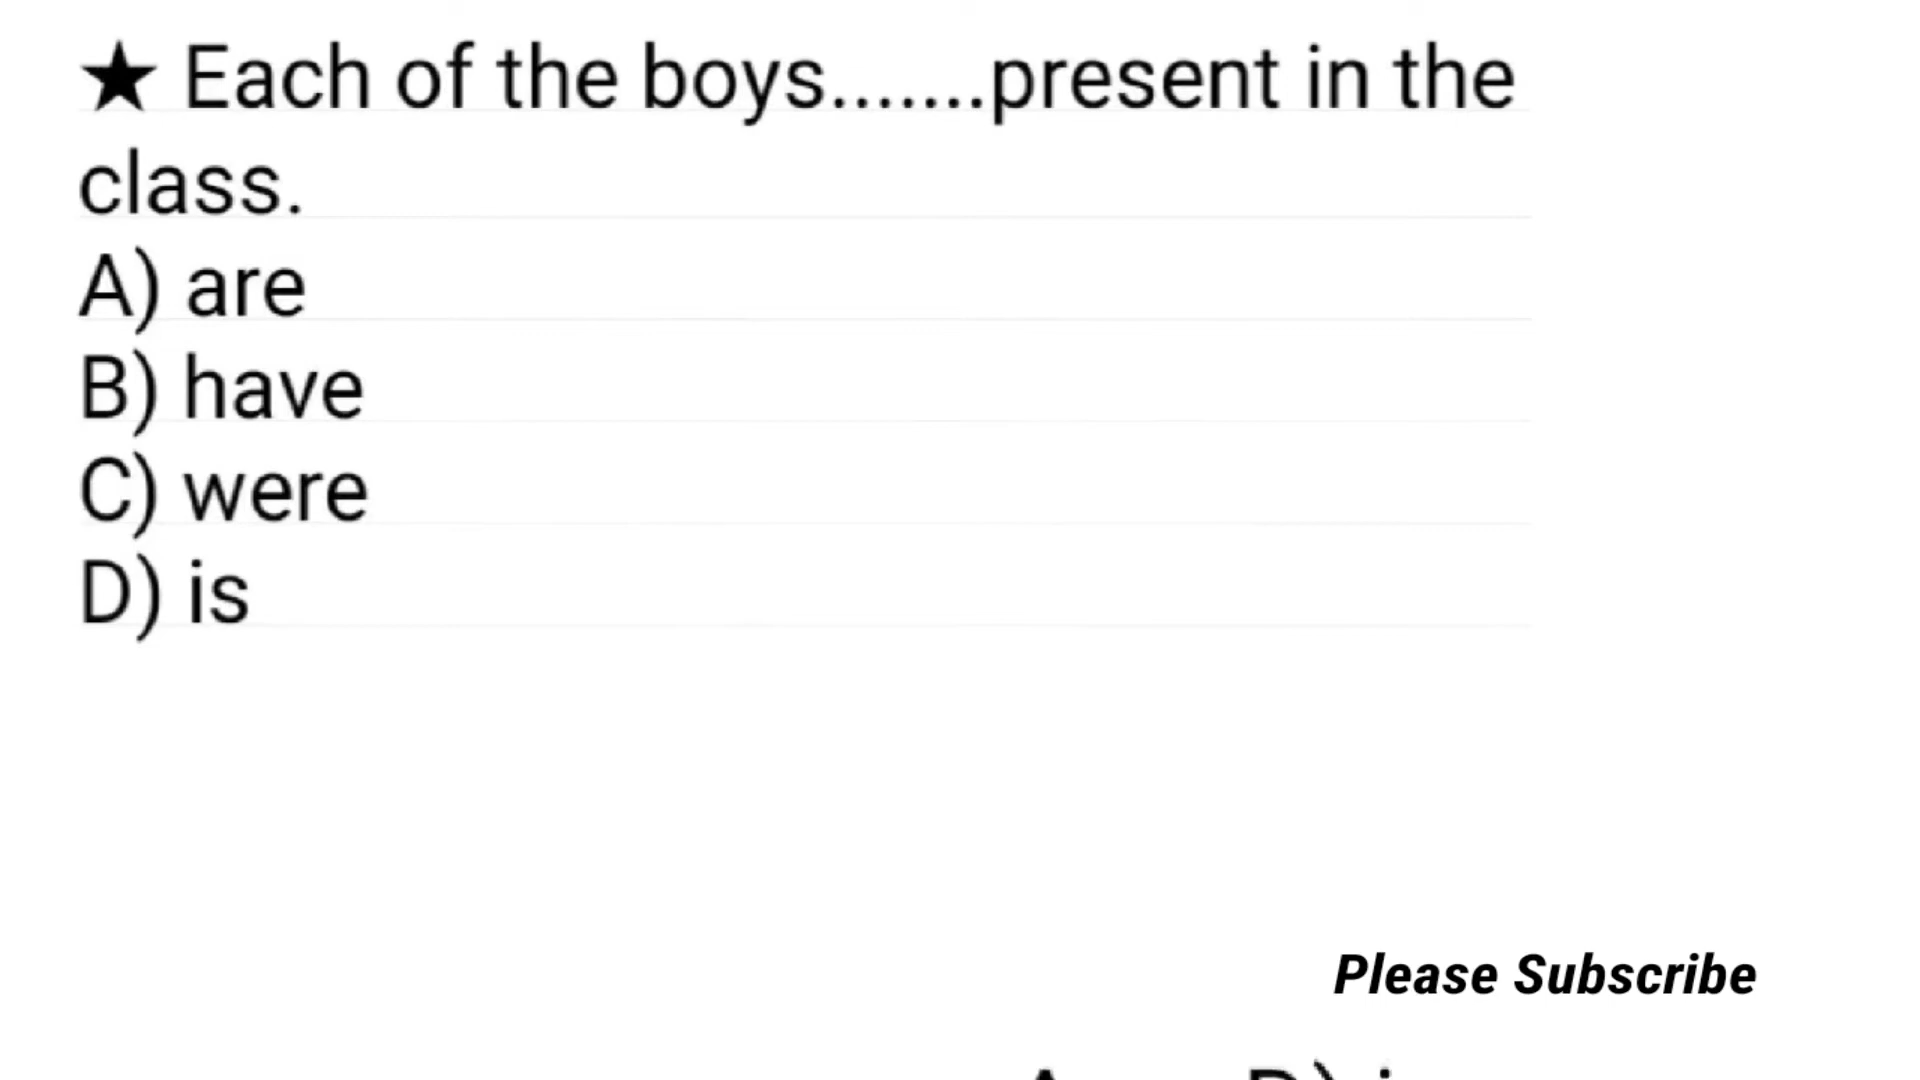 ★ Each of the boys.......present in the
class.
A) are
B) have
C) were
D) is
Please Subscribe